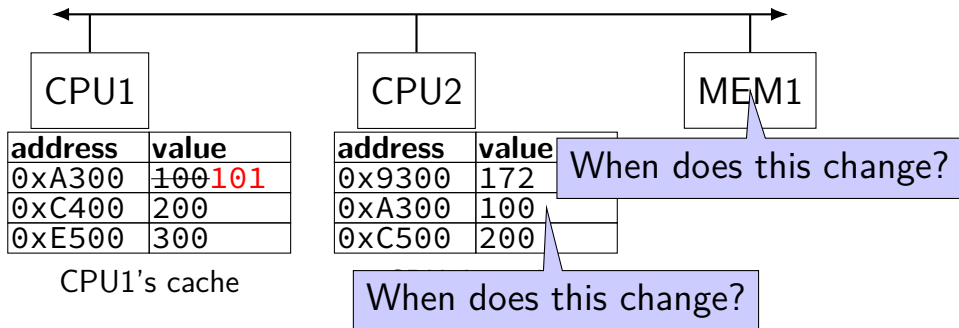 CPU1 CPU2 MEM1
address value
0xA300 100101
0xC400 200
0xE500 300
CPU1's cache
address value
0x9300 172
0xA300 100
0xC500 200
When does this change?
When does this change?